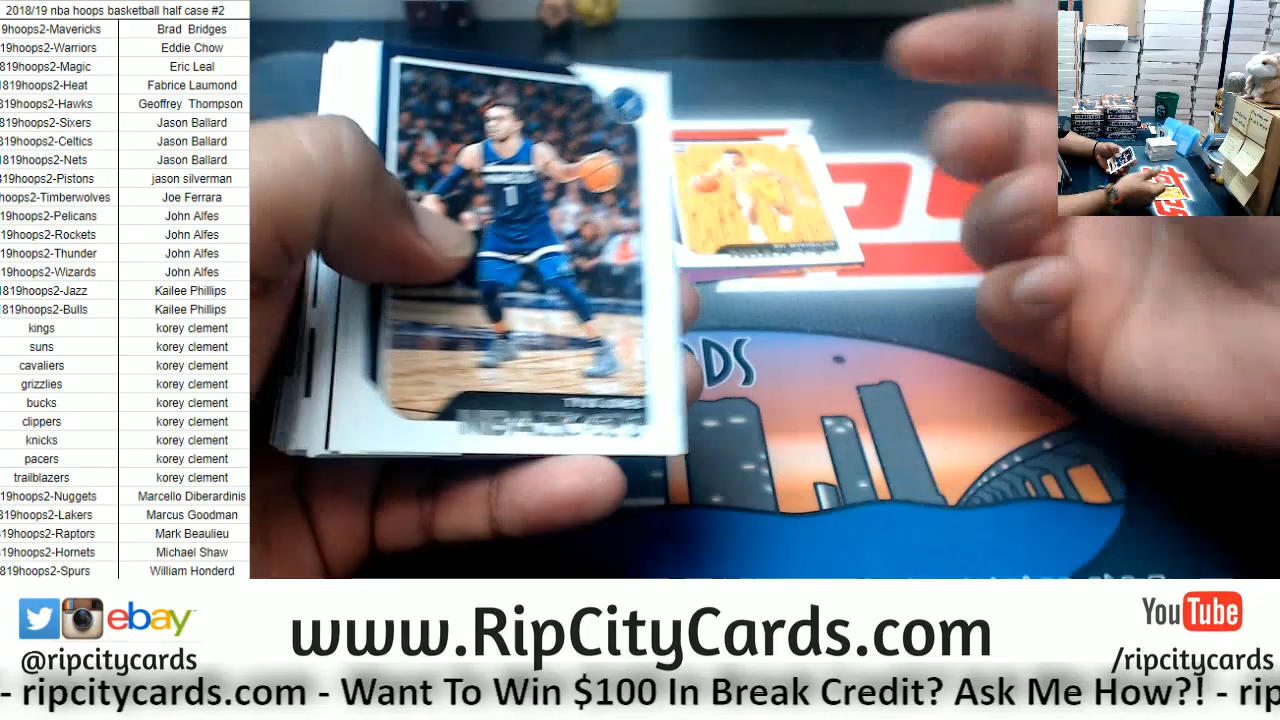 2018/19 nba hoops basketball half case #2
9hoops2-Mavericks Brad Bridges
19hoops2-Warriors Eddie Chow
819hoops2-Magic Eric Leal
1819hoops2-Heat Fabrice Laumond
819hoops2-Hawks Geoffrey Thompson
819hoops2-Sixers Jason Ballard
819hoops2-Celtics Jason Ballard
1819hoops2-Nets Jason Ballard
819hoops2-Pistons jason silverman
hoops2-Timberwolves Joe Ferrara
19hoops2-Pelicans John Alfes
19hoops2-Rockets John Alfes
19hoops2-Thunder John Alfes
19hoops2-Wizards John Alfes
1819hoops2-Jazz Kailee Phillips
1819hoops2-Bulls Kailee Phillips
kings korey clement
suns korey clement
cavaliers korey clement
grizzlies korey clement
bucks korey clement
clippers korey clement
knicks korey clement
pacers korey clement
trailblazers korey clement
19hoops2-Nuggets Marcello Diberardinis
819hoops2-Lakers Marcus Goodman
19hoops2-Raptors Mark Beaulieu
19hoops2-Hornets Michael Shaw
819hoops2-Spurs William Honderd
1
ebay
@ripcitycards
www.RipCityCards.com
You Tube
/ripcitycards
- ripcitycards.com - Want To Win $100 In Break Credit? Ask Me How?! - rip